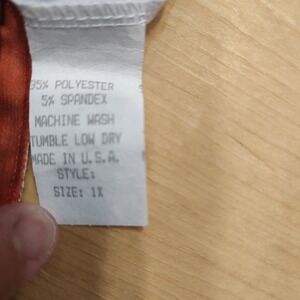 95% POLYESTER
5% SPANDEX
MACHINE WASH
TUMBLE LOW DRY
MADE IN U.S.A.
STYLE:
SIZE: 1X